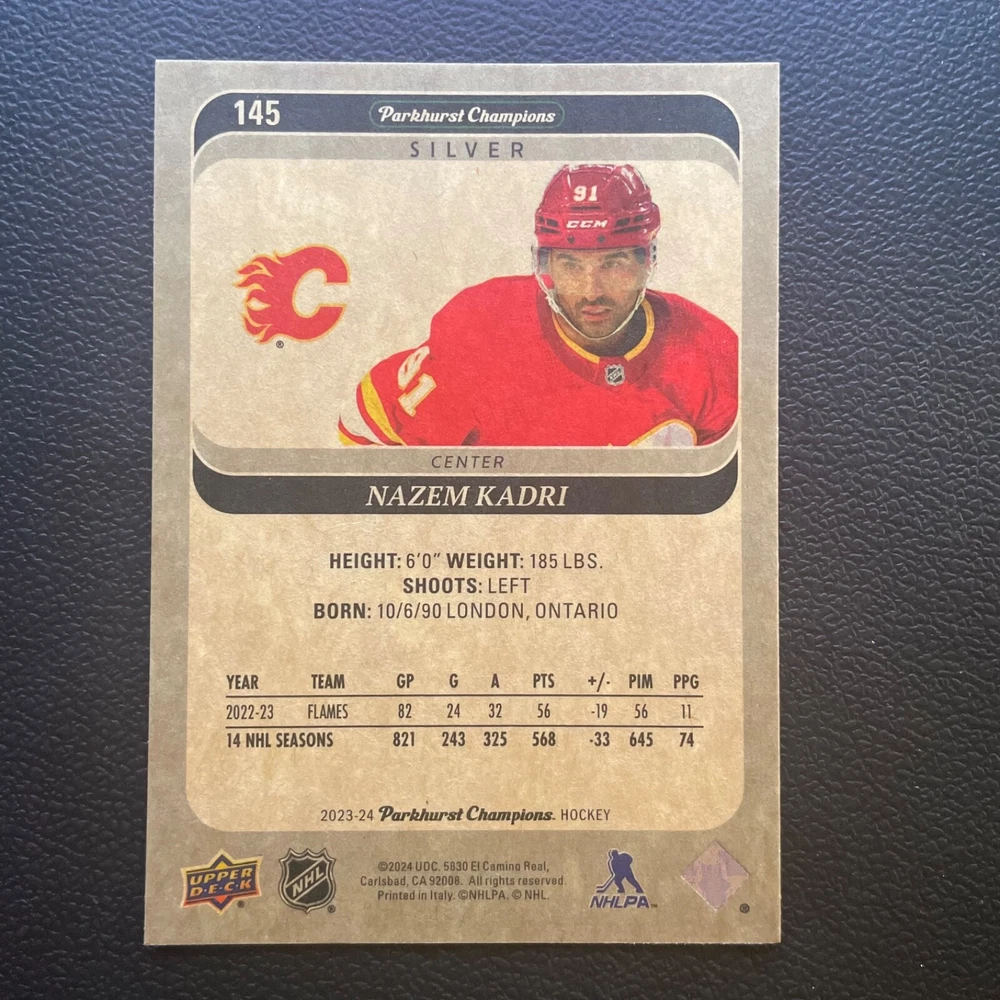 145 Parkhurst Champions
SILVER
91
CCM
C
®
91
CENTER
NAZEM KADRI
HEIGHT: 6'0" WEIGHT: 185 LBS.
SHOOTS: LEFT
BORN: 10/6/90 LONDON, ONTARIO
YEAR TEAM GP G A PTS +/- PIM PPG
2022-23 FLAMES 82 24 32 56 -19 56 11
14 NHL SEASONS 821 243 325 568 -33 645 74
2023-24 Parkhurst Champions. HOCKEY
UPPER D·E·C·K ®
NHL ®
©2024 UDC. 5830 El Camino Real,
Carlsbad, CA 92008. All rights reserved.
Printed in Italy. ©NHLPA. © NHL.
NHLPA™
®